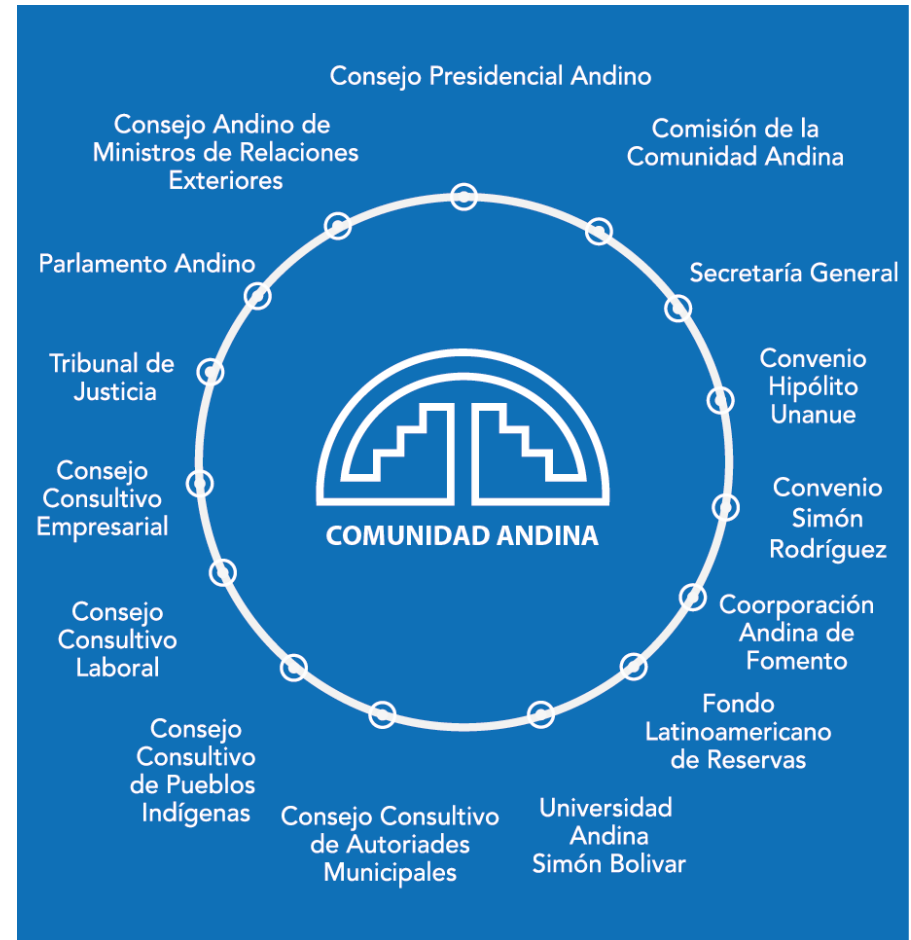 Consejo Presidencial Andino
Comisión de la
Comunidad Andina
Secretaría General
Convenio
Hipólito
Unanue
Convenio
Simón
Rodríguez
Coorporación
Andina de
Fomento
Fondo
Latinoamericano
de Reservas
Universidad
Andina
Simón Bolivar
Consejo Consultivo
de Autoriades
Municipales
Consejo
Consultivo
de Pueblos
Indígenas
Consejo
Consultivo
Laboral
Consejo
Consultivo
Empresarial
Tribunal de
Justicia
Parlamento Andino
Consejo Andino de
Ministros de Relaciones
Exteriores
COMUNIDAD ANDINA